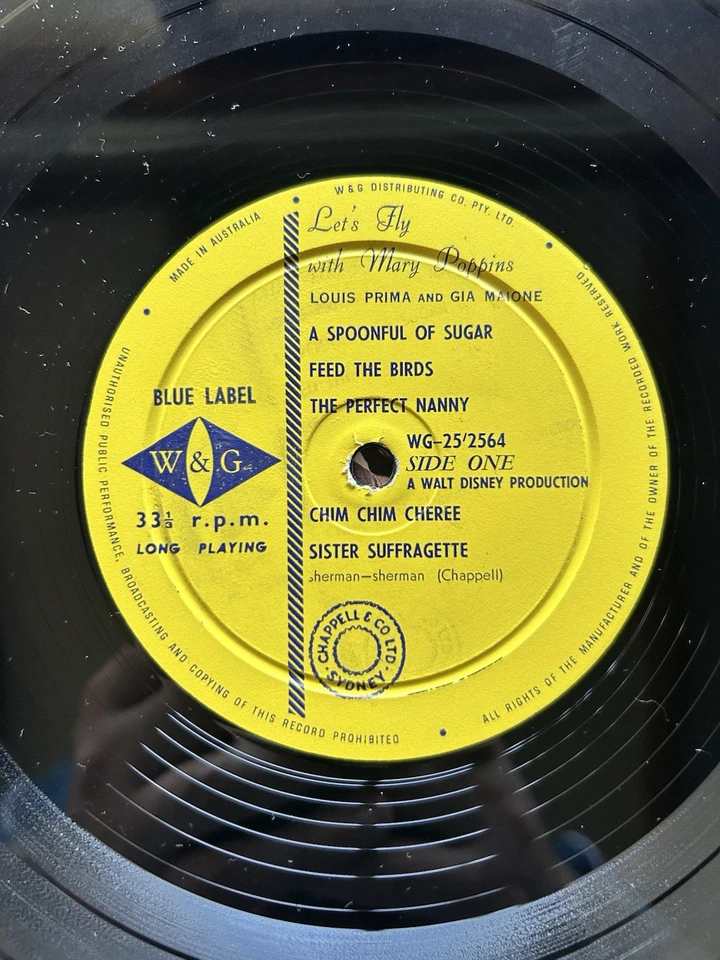 W & G DISTRIBUTING CO. PTY. LTD.
MADE IN AUSTRALIA
Let's Fly
with Mary Poppins
LOUIS PRIMA AND GIA MAIONE
A SPOONFUL OF SUGAR
FEED THE BIRDS
THE PERFECT NANNY
BLUE LABEL
W & G
33⅓ r.p.m.
LONG PLAYING
WG-25/2564
SIDE ONE
A WALT DISNEY PRODUCTION
CHIM CHIM CHEREE
SISTER SUFFRAGETTE
sherman—sherman (Chappell)
CHAPPELL & CO LTD
SYDNEY
ALL RIGHTS OF THE MANUFACTURER AND OF THE OWNER OF THE RECORDED WORK RESERVED
UNAUTHORISED PUBLIC PERFORMANCE, BROADCASTING AND COPYING OF THIS RECORD PROHIBITED